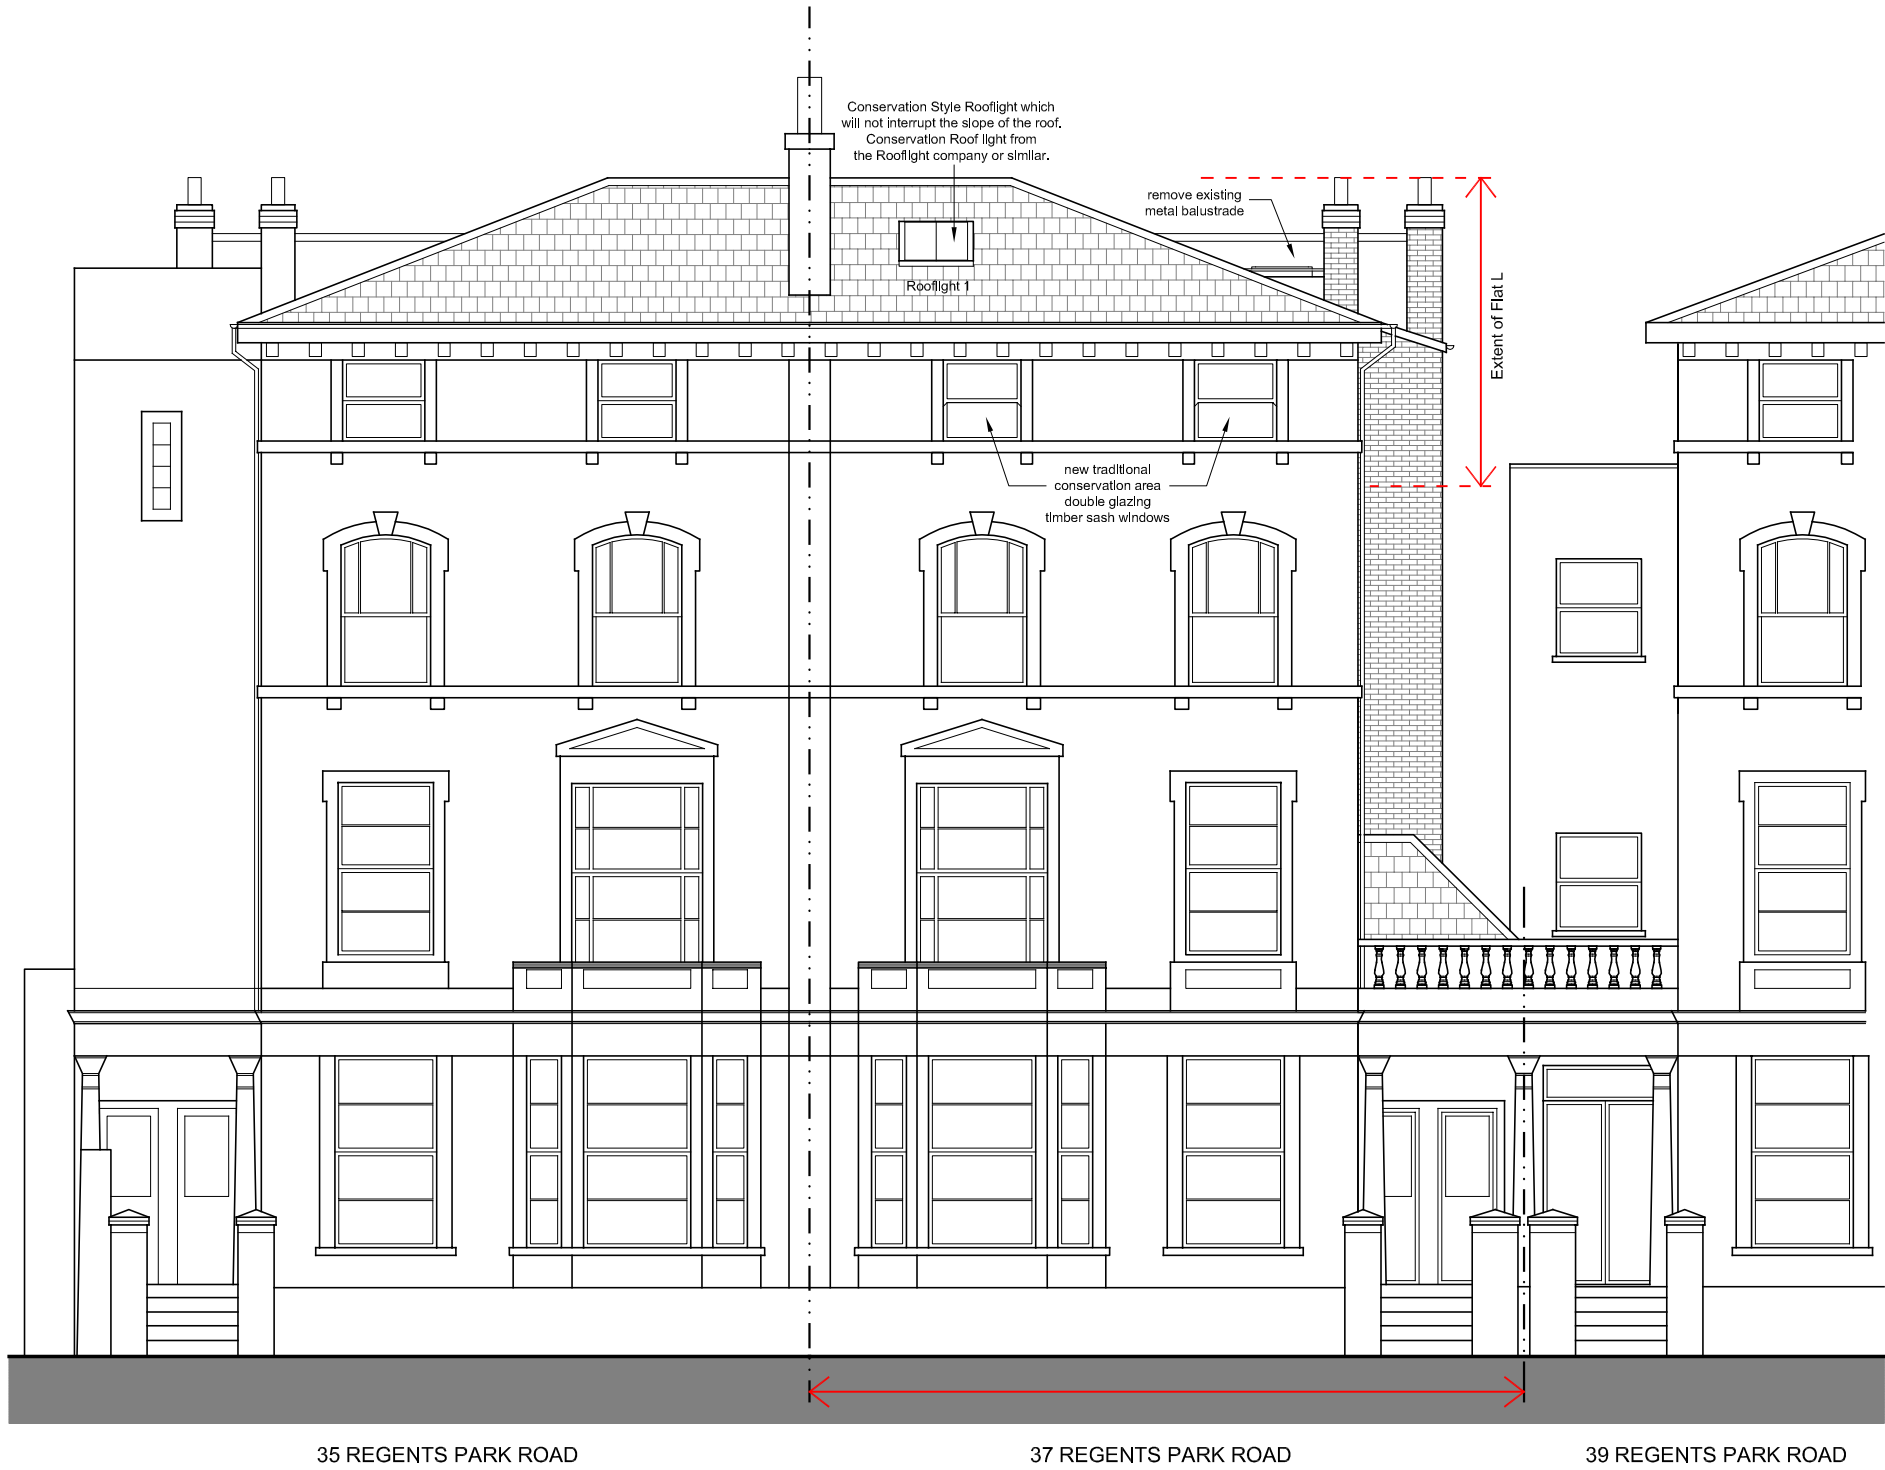 Conservation Style Rooflight which
will not interrupt the slope of the roof.
Conservation Roof light from
the Rooflight company or similar.
remove existing
metal balustrade
Rooflight 1
Extent of Flat L
new traditional
conservation area
double glazing
timber sash windows
35 REGENTS PARK ROAD
37 REGENTS PARK ROAD
39 REGENTS PARK ROAD